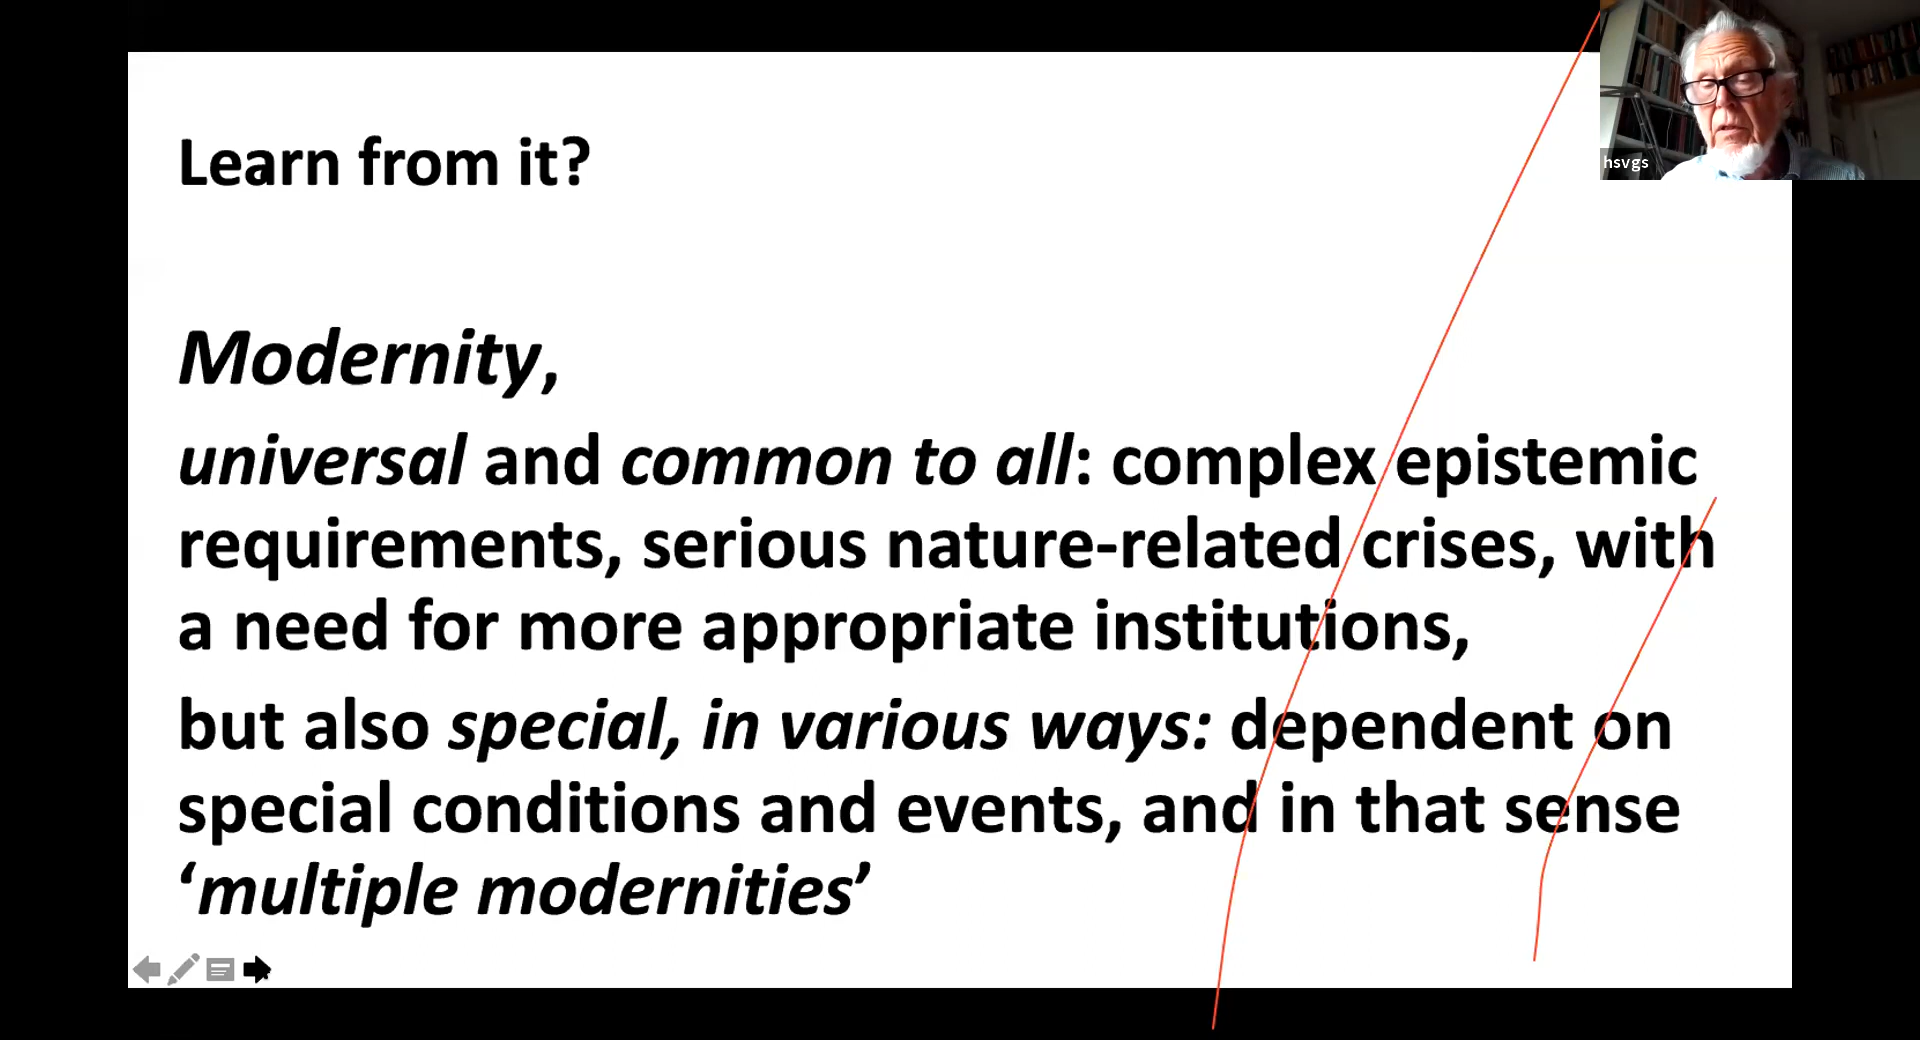 hsvgs
Learn from it?
Modernity,
universal and common to all: complex epistemic
requirements, serious nature-related crises, with
a need for more appropriate institutions,
but also special, in various ways: dependent on
special conditions and events, and in that sense
‘multiple modernities’